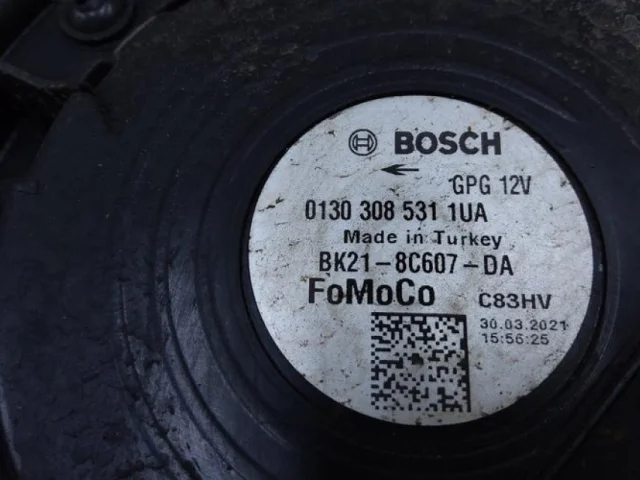 BOSCH
GPG 12V
0130 308 531 1UA
Made in Turkey
BK21-8C607-DA
FoMoCo C83HV
30.03.2021
15:56:25